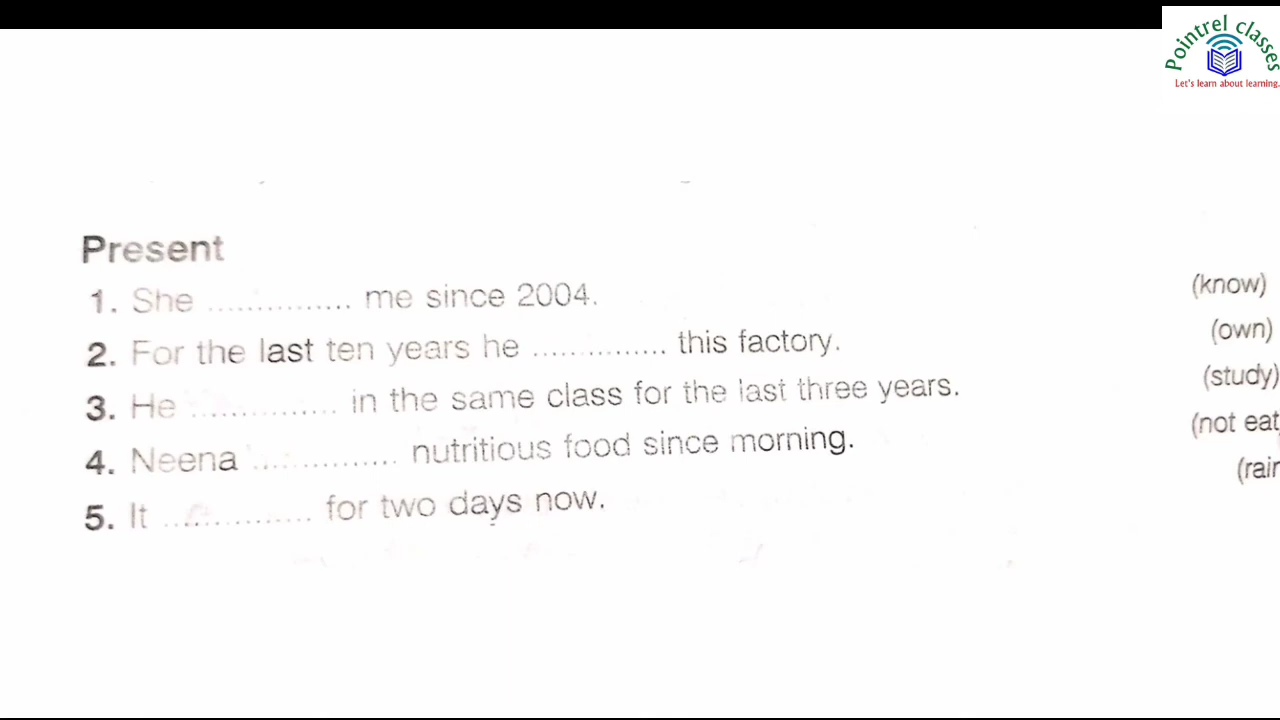 Pointrel classes
Let's learn about learning.
Present
1. She ............... me since 2004. (know)
2. For the last ten years he ............... this factory. (own)
3. He ............... in the same class for the last three years. (study)
4. Neena ............... nutritious food since morning. (not eat
5. It ............... for two days now. (rain